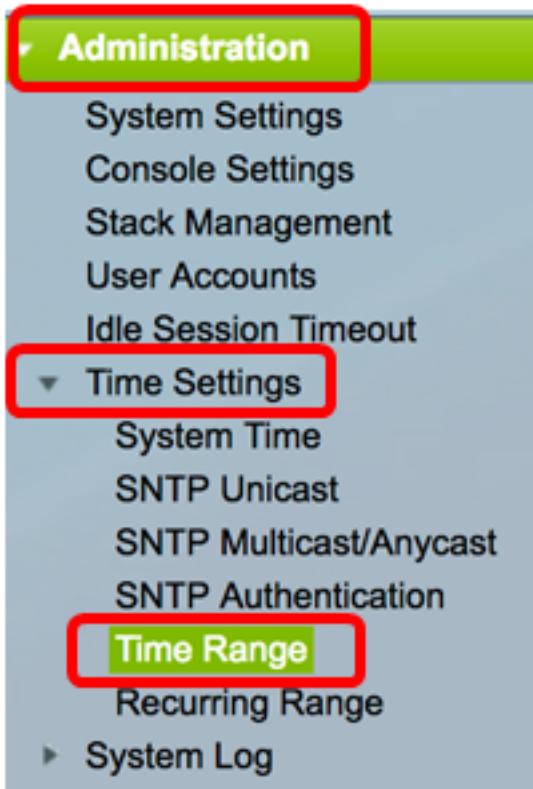 Administration
System Settings
Console Settings
Stack Management
User Accounts
Idle Session Timeout
Time Settings
System Time
SNTP Unicast
SNTP Multicast/Anycast
SNTP Authentication
Time Range
Recurring Range
System Log